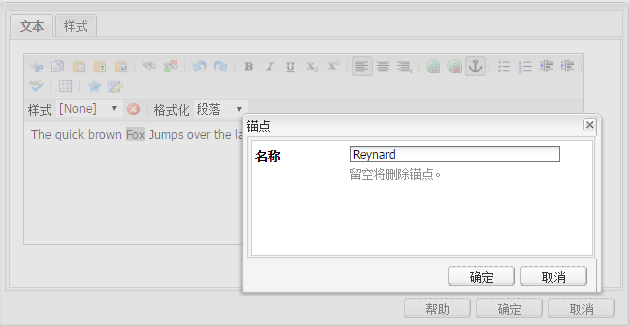 文本 样式
B I U X₂ X²
样式 [None] 格式化 段落
The quick brown Fox Jumps over the la
锚点
名称 Reynard
留空将删除锚点。
确定 取消
帮助 确定 取消